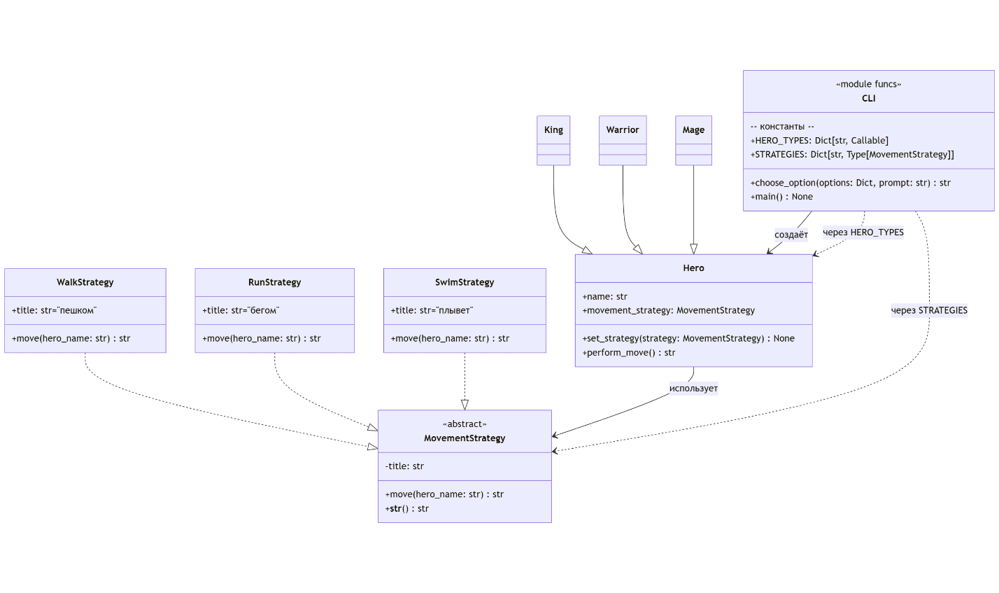 «module funcs»
CLI
-- константы --
+HERO_TYPES: Dict[str, Callable]
+STRATEGIES: Dict[str, Type[MovementStrategy]]
+choose_option(options: Dict, prompt: str) : str
+main() : None
King
Warrior
Mage
создаёт
через HERO_TYPES
Hero
+name: str
+movement_strategy: MovementStrategy
+set_strategy(strategy: MovementStrategy) : None
+perform_move() : str
WalkStrategy
+title: str="пешком"
+move(hero_name: str) : str
RunStrategy
+title: str="бегом"
+move(hero_name: str) : str
SwimStrategy
+title: str="плывет"
+move(hero_name: str) : str
через STRATEGIES
использует
«abstract»
MovementStrategy
-title: str
+move(hero_name: str) : str
+str() : str